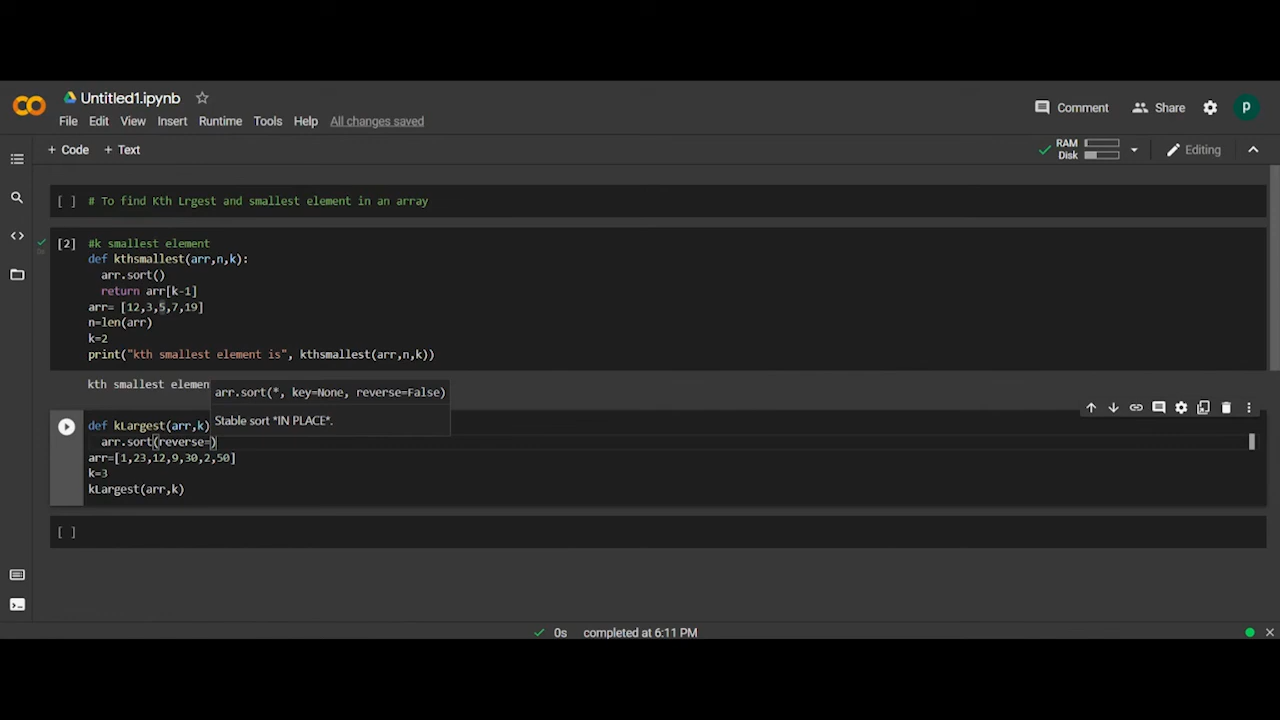 Untitled1.ipynb
Comment Share p
File Edit View Insert Runtime Tools Help All changes saved
+ Code + Text RAM Disk Editing
[ ] # To find Kth Lrgest and smallest element in an array
[2] #k smallest element
def kthsmallest(arr,n,k):
arr.sort()
return arr[k-1]
arr= [12,3,5,7,19]
n=len(arr)
k=2
print("kth smallest element is", kthsmallest(arr,n,k))
kth smallest elemen
arr.sort(*, key=None, reverse=False)
Stable sort *IN PLACE*.
def kLargest(arr,k)
arr.sort(reverse=)
arr=[1,23,12,9,30,2,50]
k=3
kLargest(arr,k)
[ ]
0s completed at 6:11 PM